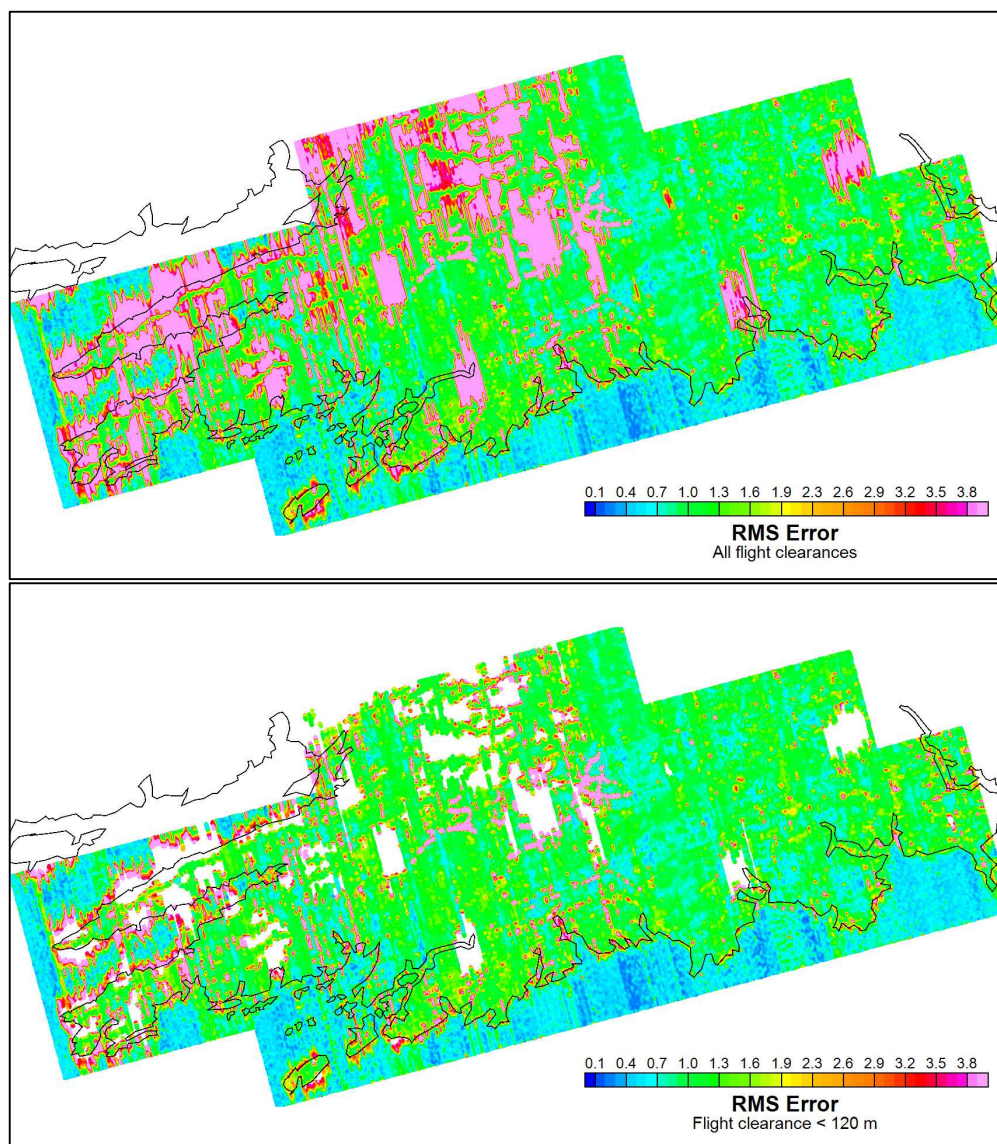 0.1 0.4 0.7 1.0 1.3 1.6 1.9 2.3 2.6 2.9 3.2 3.5 3.8
RMS Error
All flight clearances
0.1 0.4 0.7 1.0 1.3 1.6 1.9 2.3 2.6 2.9 3.2 3.5 3.8
RMS Error
Flight clearance < 120 m